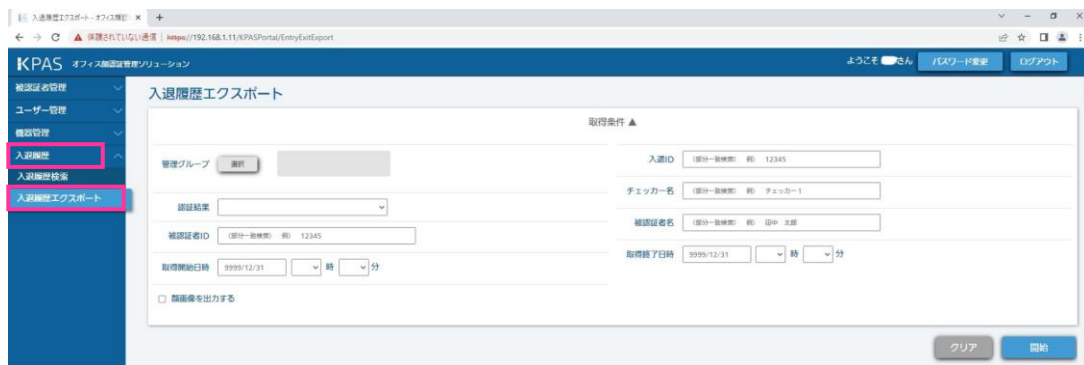 入退履歴エクスポート - オフィス顔認
保護されていない通信 | https://192.168.1.11/KPASPortal/EntryExitExport
KPAS オフィス顔認証管理ソリューション
ようこそ さん
パスワード変更
ログアウト
被認証者管理
ユーザー管理
機器管理
入退履歴
入退履歴検索
入退履歴エクスポート
入退履歴エクスポート
取得条件 ▲
管理グループ 選択
入退ID (部分一致検索) 例) 12345
チェッカー名 (部分一致検索) 例) チェッカー1
認証結果
被認証者名 (部分一致検索) 例) 田中 太郎
被認証者ID (部分一致検索) 例) 12345
取得終了日時 9999/12/31 時 分
取得開始日時 9999/12/31 時 分
顔画像を出力する
クリア
開始